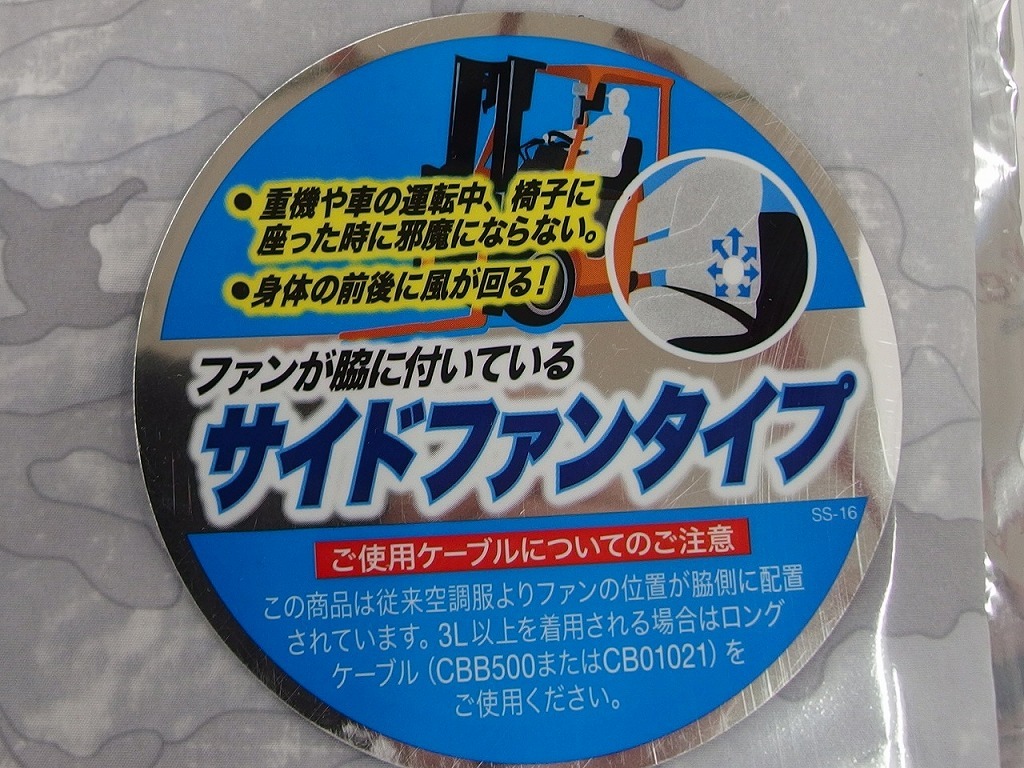 ・重機や車の運転中、椅子に
座った時に邪魔にならない。
・身体の前後に風が回る！
ファンが脇に付いている
サイドファンタイプ
SS-16
ご使用ケーブルについてのご注意
この商品は従来空調服よりファンの位置が脇側に配置
されています。3L以上を着用される場合はロング
ケーブル（CBB500またはCB01021）を
ご使用ください。